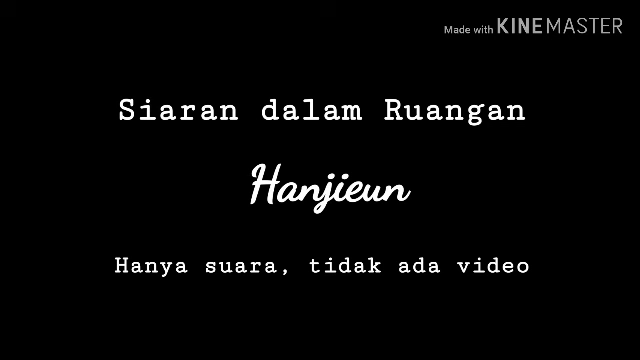 Made with KINEMASTER
Siaran dalam Ruangan
Hanjieun
Hanya suara, tidak ada video